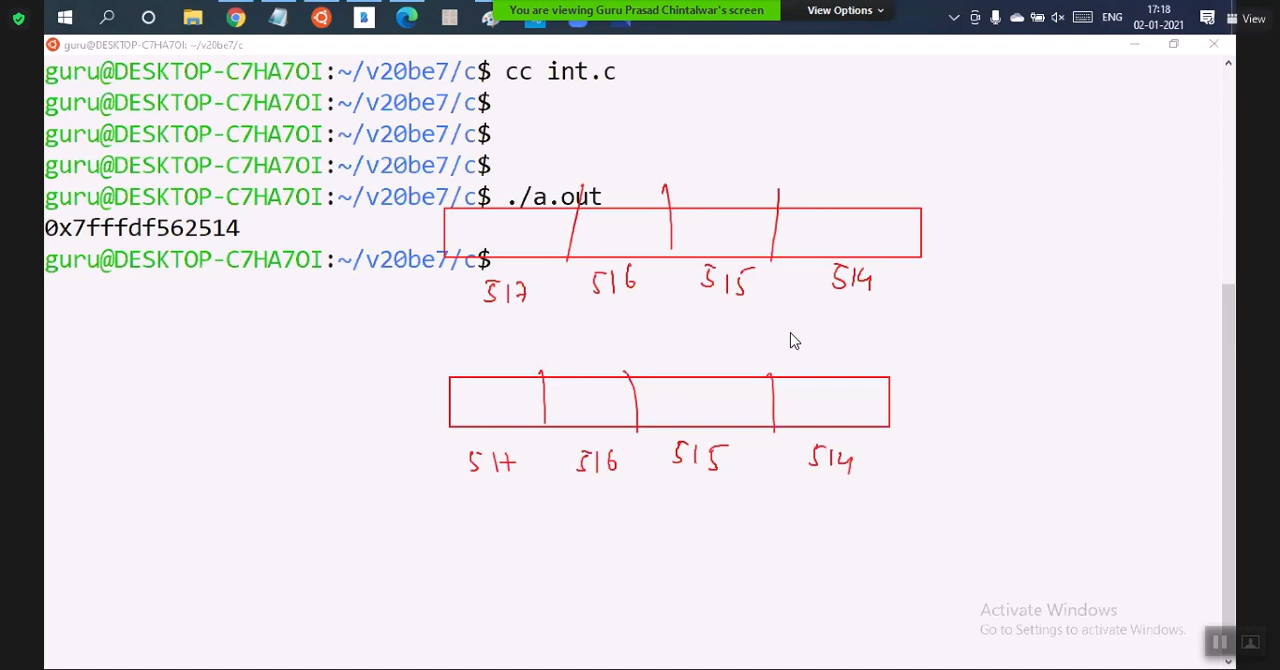 You are viewing Guru Prasad Chintalwar's screen
View Options
ENG
17:18
02-01-2021
View
guru@DESKTOP-C7HA7OI: ~/v20be7/c
guru@DESKTOP-C7HA7OI:~/v20be7/c$ cc int.c
guru@DESKTOP-C7HA7OI:~/v20be7/c$
guru@DESKTOP-C7HA7OI:~/v20be7/c$
guru@DESKTOP-C7HA7OI:~/v20be7/c$
guru@DESKTOP-C7HA7OI:~/v20be7/c$ ./a.out
0x7fffdf562514
guru@DESKTOP-C7HA7OI:~/v20be7/c$
517 516 515 514
517 516 515 514
Activate Windows
Go to Settings to activate Windows.